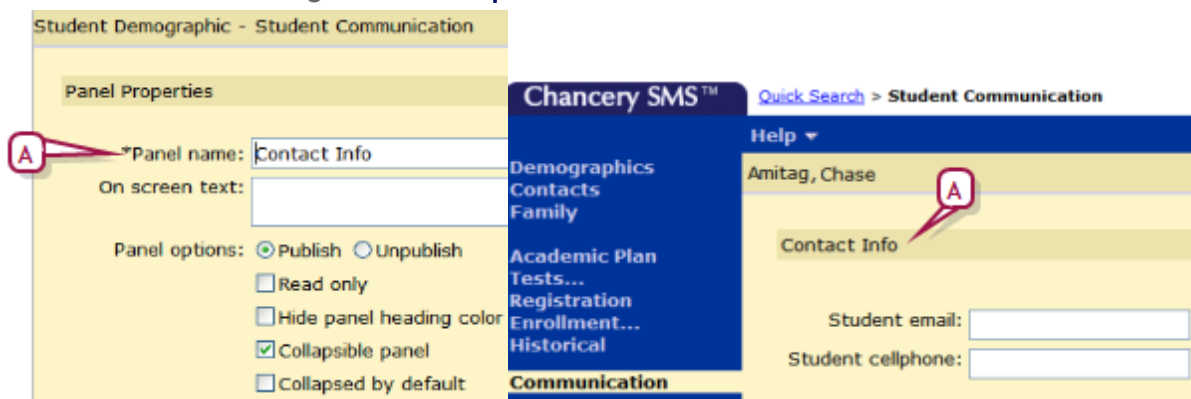 Student Demographic - Student Communication
Panel Properties
A
*Panel name: Contact Info
On screen text:
Panel options: Publish Unpublish
Read only
Hide panel heading color
Collapsible panel
Collapsed by default
Chancery SMS™
Quick Search > Student Communication
Help
Demographics
Contacts
Family
Academic Plan
Tests...
Registration
Enrollment...
Historical
Communication
Amitag, Chase
A
Contact Info
Student email:
Student cellphone: